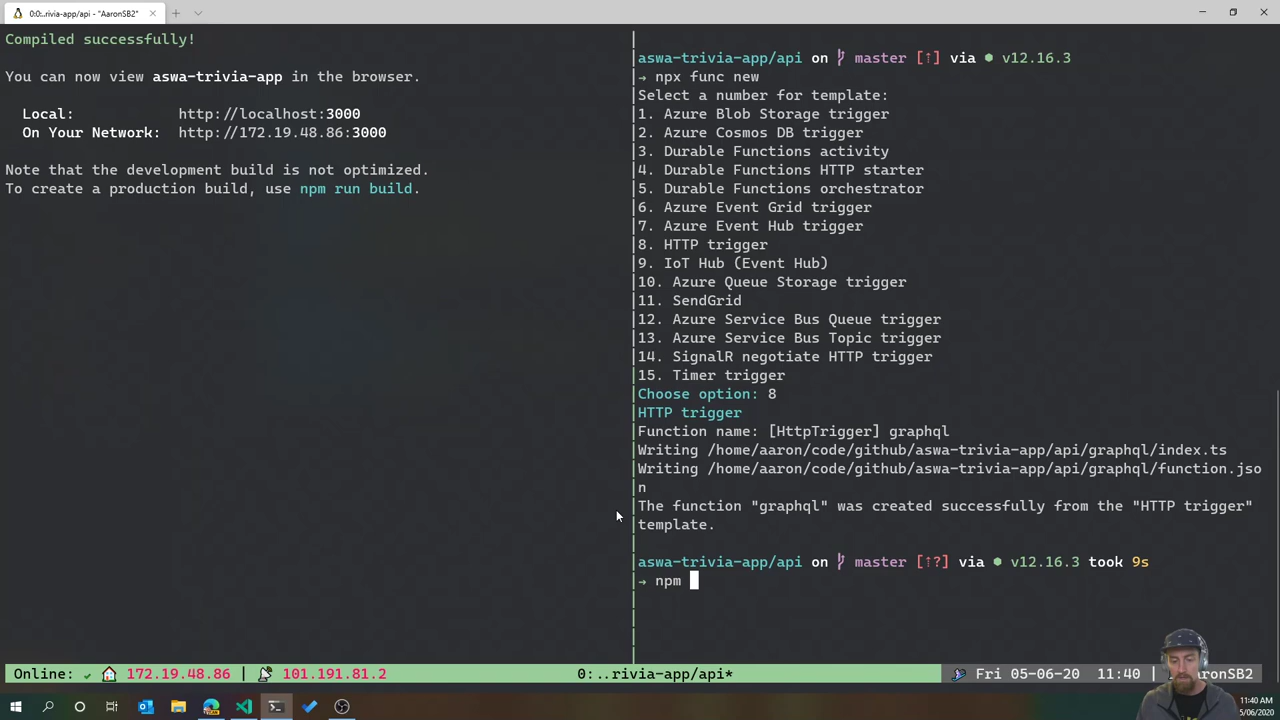 0:0:..rivia-app/api - "AaronSB2"
Compiled successfully!
You can now view aswa-trivia-app in the browser.
Local: http://localhost:3000
On Your Network: http://172.19.48.86:3000
Note that the development build is not optimized.
To create a production build, use npm run build.
aswa-trivia-app/api on master [↑] via ● v12.16.3
→ npx func new
Select a number for template:
1. Azure Blob Storage trigger
2. Azure Cosmos DB trigger
3. Durable Functions activity
4. Durable Functions HTTP starter
5. Durable Functions orchestrator
6. Azure Event Grid trigger
7. Azure Event Hub trigger
8. HTTP trigger
9. IoT Hub (Event Hub)
10. Azure Queue Storage trigger
11. SendGrid
12. Azure Service Bus Queue trigger
13. Azure Service Bus Topic trigger
14. SignalR negotiate HTTP trigger
15. Timer trigger
Choose option: 8
HTTP trigger
Function name: [HttpTrigger] graphql
Writing /home/aaron/code/github/aswa-trivia-app/api/graphql/index.ts
Writing /home/aaron/code/github/aswa-trivia-app/api/graphql/function.jso
n
The function "graphql" was created successfully from the "HTTP trigger"
template.
aswa-trivia-app/api on master [↑?] via ● v12.16.3 took 9s
→ npm
Online: ✓ 172.19.48.86 | 101.191.81.2 0:..rivia-app/api* Fri 05-06-20 11:40 | AaronSB2
11:40 AM
5/06/2020